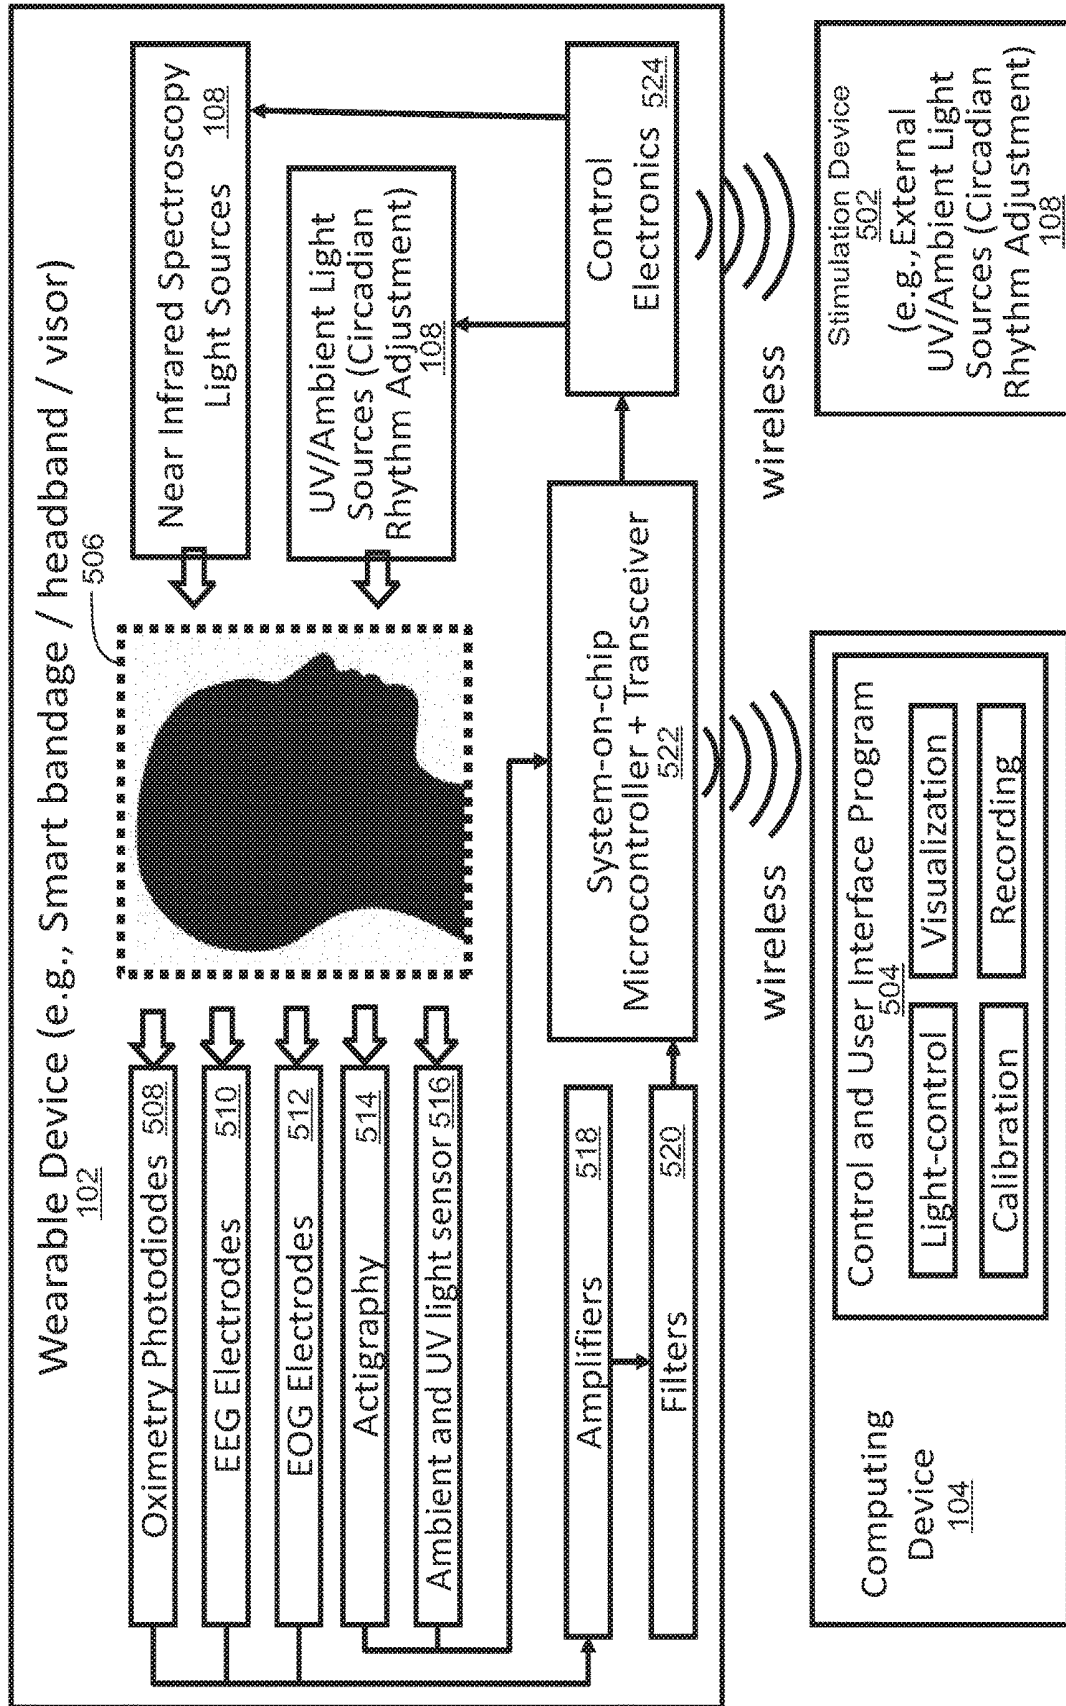 Wearable Device (e.g., Smart bandage / headband / visor)
102
506
Oximetry Photodiodes 508
EEG Electrodes 510
EOG Electrodes 512
Actigraphy 514
Ambient and UV light sensor 516
Near Infrared Spectroscopy
Light Sources 108
UV/Ambient Light
Sources (Circadian
Rhythm Adjustment)
108
Amplifiers 518
Filters 520
System-on-chip
Microcontroller + Transceiver
522
Control
Electronics 524
wireless
wireless
Computing
Device
104
Control and User Interface Program
504
Light-control
Visualization
Calibration
Recording
Stimulation Device
502
(e.g.,External
UV/Ambient Light
Sources (Circadian
Rhythm Adjustment)
108